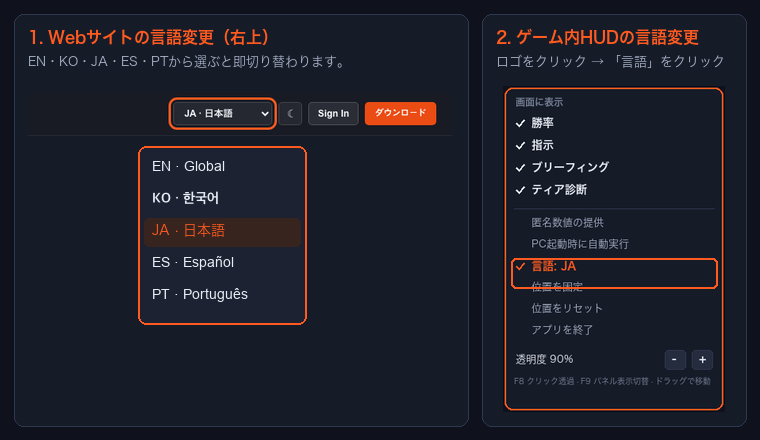 1. Webサイトの言語変更（右上）
EN・KO・JA・ES・PTから選ぶと即切り替わります。
JA · 日本語
☾
Sign In
ダウンロード
EN · Global
KO · 한국어
JA · 日本語
ES · Español
PT · Português
2. ゲーム内HUDの言語変更
ロゴをクリック → 「言語」をクリック
画面に表示
✓ 勝率
✓ 指示
✓ ブリーフィング
✓ ティア診断
匿名数値の提供
PC起動時に自動実行
✓ 言語: JA
位置を固定
位置をリセット
アプリを終了
透明度 90% - +
F8 クリック透過 · F9 パネル表示切替 · ドラッグで移動